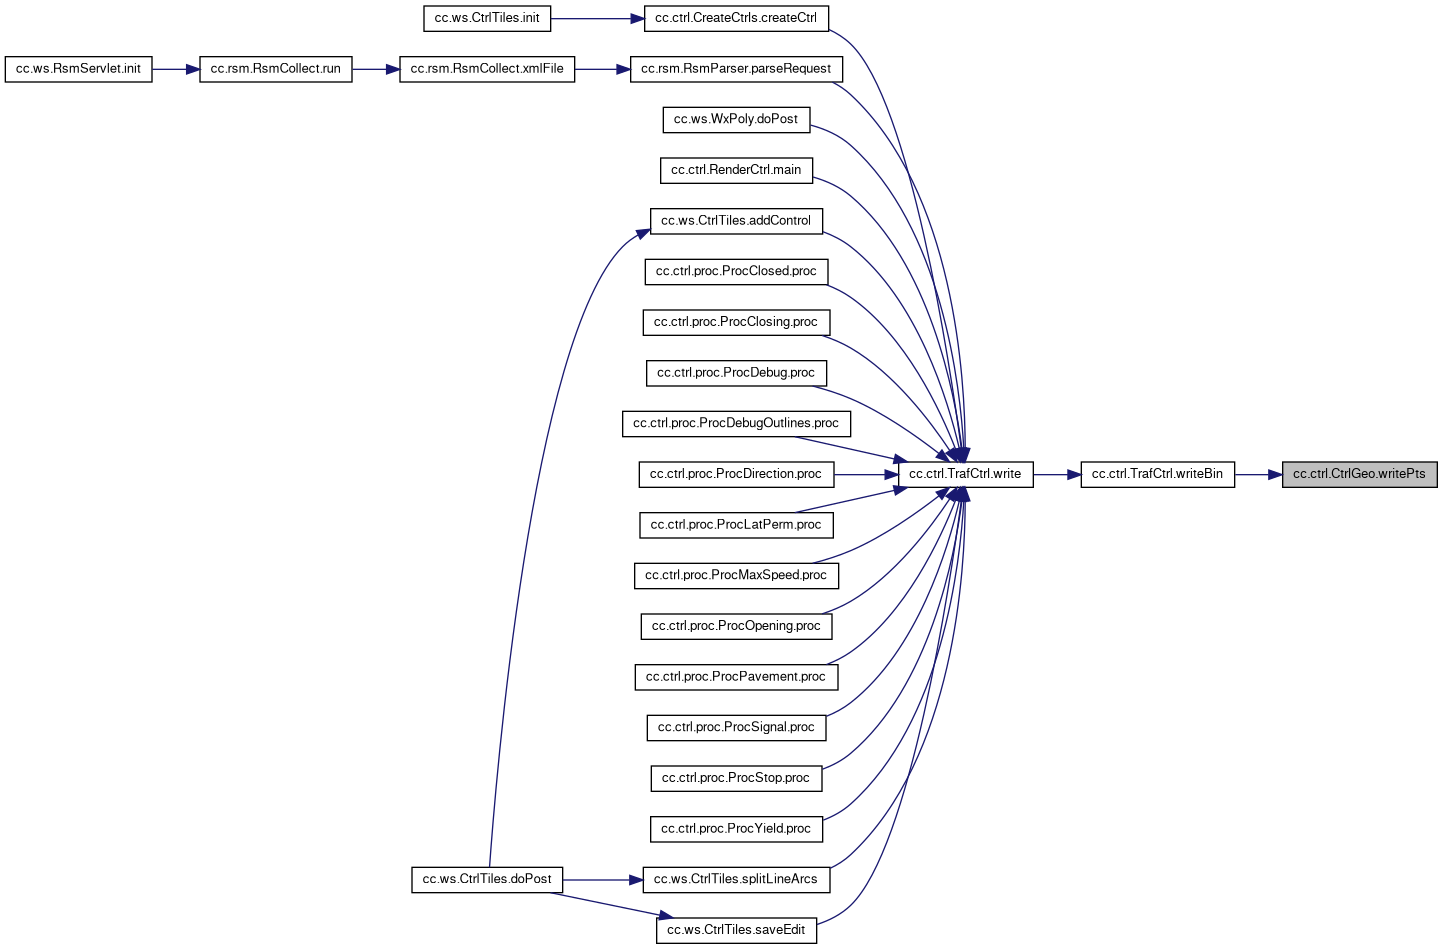 cc.ws.CtrlTiles.init
cc.ctrl.CreateCtrls.createCtrl
cc.ws.RsmServlet.init
cc.rsm.RsmCollect.run
cc.rsm.RsmCollect.xmlFile
cc.rsm.RsmParser.parseRequest
cc.ws.WxPoly.doPost
cc.ctrl.RenderCtrl.main
cc.ws.CtrlTiles.addControl
cc.ctrl.proc.ProcClosed.proc
cc.ctrl.proc.ProcClosing.proc
cc.ctrl.proc.ProcDebug.proc
cc.ctrl.proc.ProcDebugOutlines.proc
cc.ctrl.proc.ProcDirection.proc
cc.ctrl.TrafCtrl.write
cc.ctrl.TrafCtrl.writeBin
cc.ctrl.CtrlGeo.writePts
cc.ctrl.proc.ProcLatPerm.proc
cc.ctrl.proc.ProcMaxSpeed.proc
cc.ctrl.proc.ProcOpening.proc
cc.ctrl.proc.ProcPavement.proc
cc.ctrl.proc.ProcSignal.proc
cc.ctrl.proc.ProcStop.proc
cc.ctrl.proc.ProcYield.proc
cc.ws.CtrlTiles.doPost
cc.ws.CtrlTiles.splitLineArcs
cc.ws.CtrlTiles.saveEdit